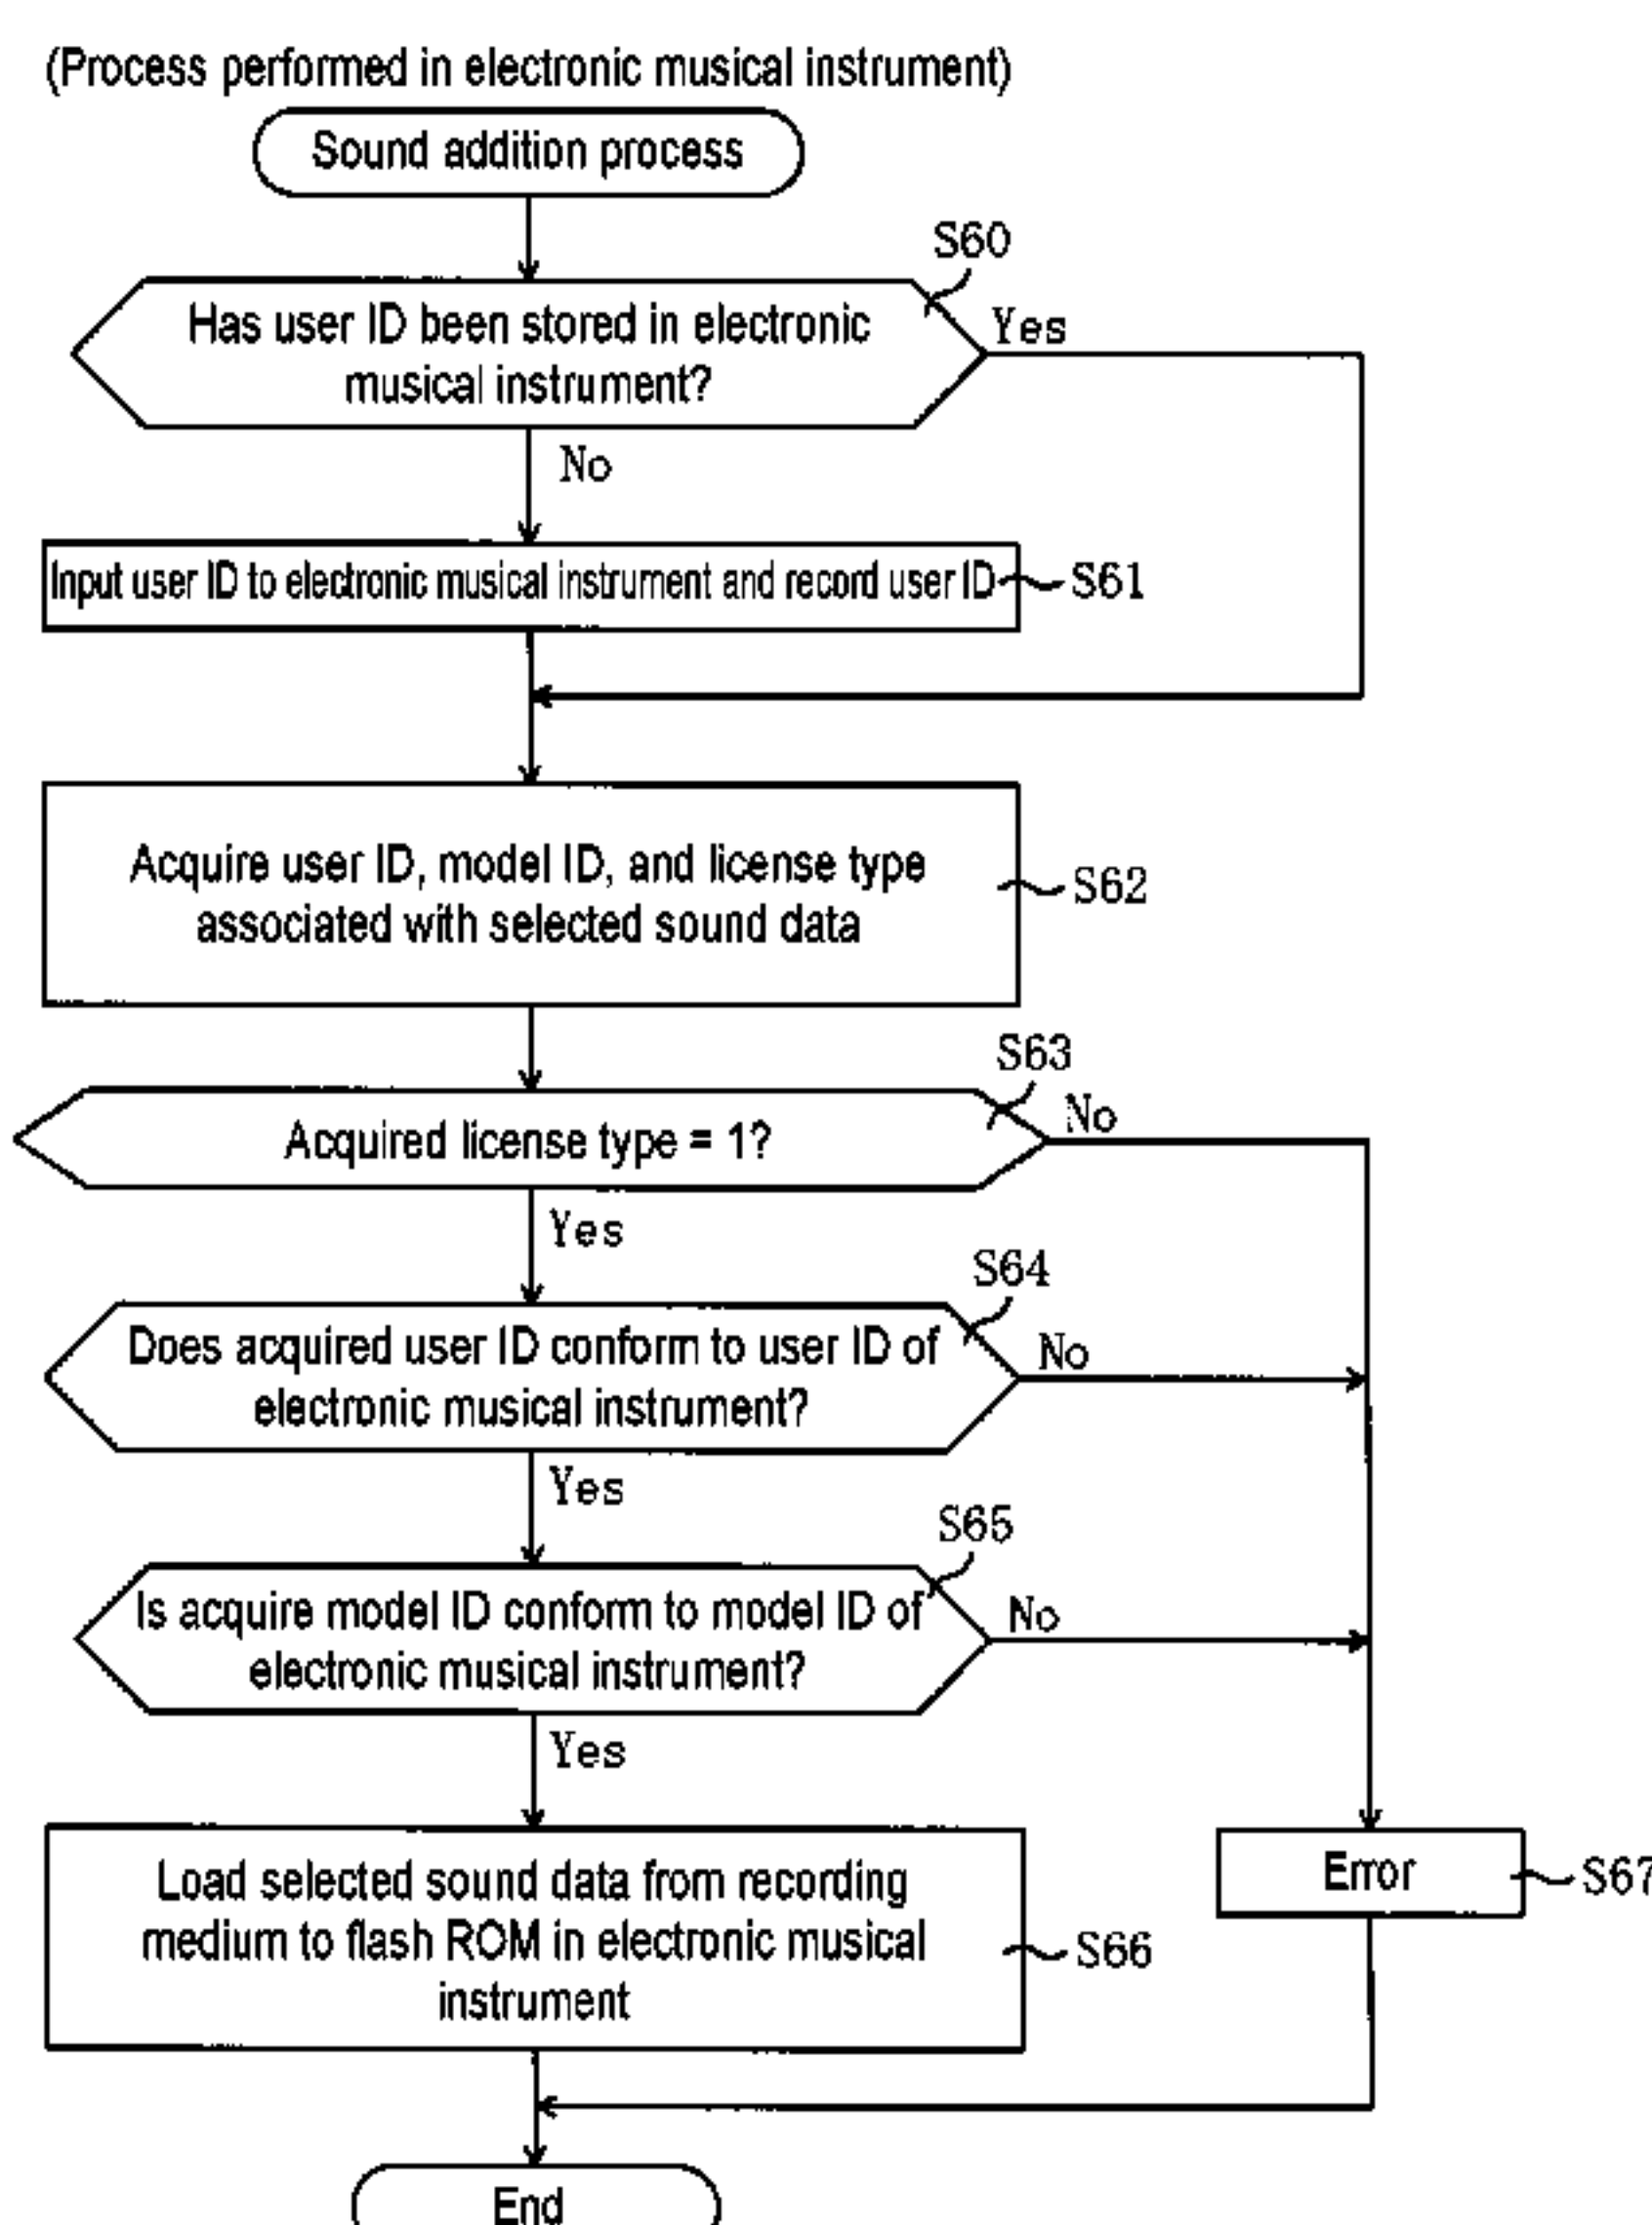 (Process performed in electronic musical instrument)
Sound addition process
S60
Has user ID been stored in electronic
musical instrument?
Yes
No
Input user ID to electronic musical instrument and record user ID
S61
Acquire user ID, model ID, and license type
associated with selected sound data
S62
S63
Acquired license type = 1?
No
Yes
S64
Does acquired user ID conform to user ID of
electronic musical instrument?
No
Yes
S65
Is acquire model ID conform to model ID of
electronic musical instrument?
No
Yes
Load selected sound data from recording
medium to flash ROM in electronic musical
instrument
S66
Error
S67
End